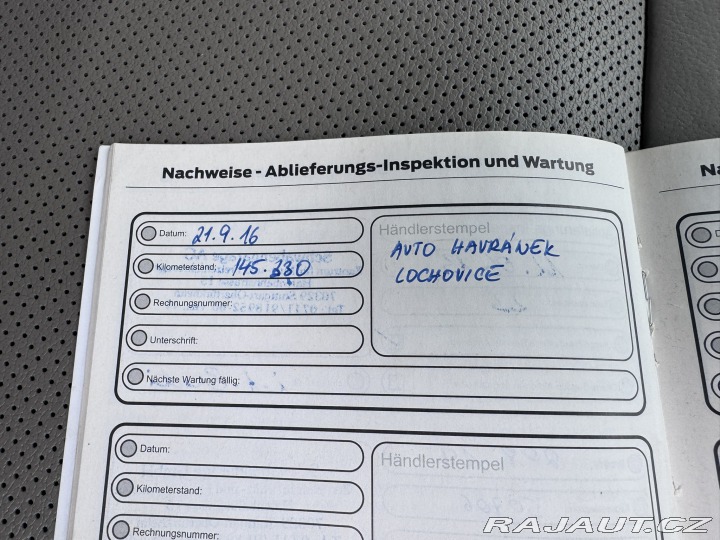 Nachweise - Ablieferungs-Inspektion und Wartung
Datum: 21.9.16
Händlerstempel
AUTO HAVRÁNEK
LOCHOVICE
Kilometerstand: 145.330
Rechnungsnummer:
Unterschrift:
Nächste Wartung fällig:
Datum:
Händlerstempel
Kilometerstand:
Rechnungsnummer:
RAJAUT.CZ